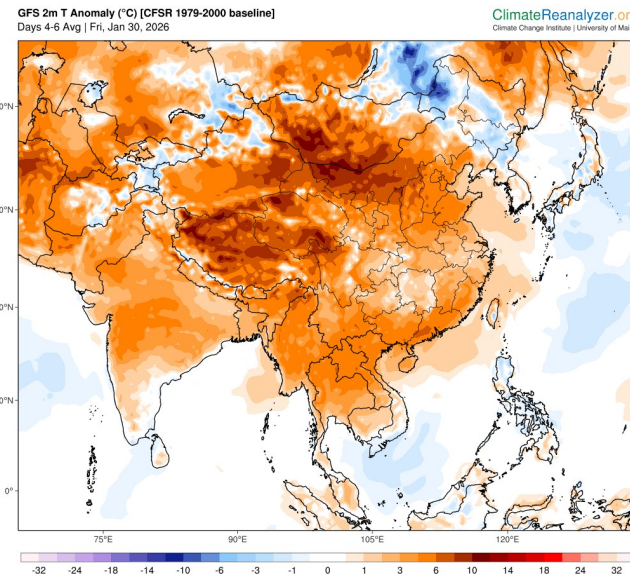 GFS 2m T Anomaly (°C) [CFSR 1979-2000 baseline]
Days 4-6 Avg | Fri, Jan 30, 2026
ClimateReanalyzer.or
Climate Change Institute | University of Mai
0°
75°E
90°E
105°E
120°E
-32 -24 -18 -14 -10 -6 -3 -1 0 1 3 6 10 14 18 24 32